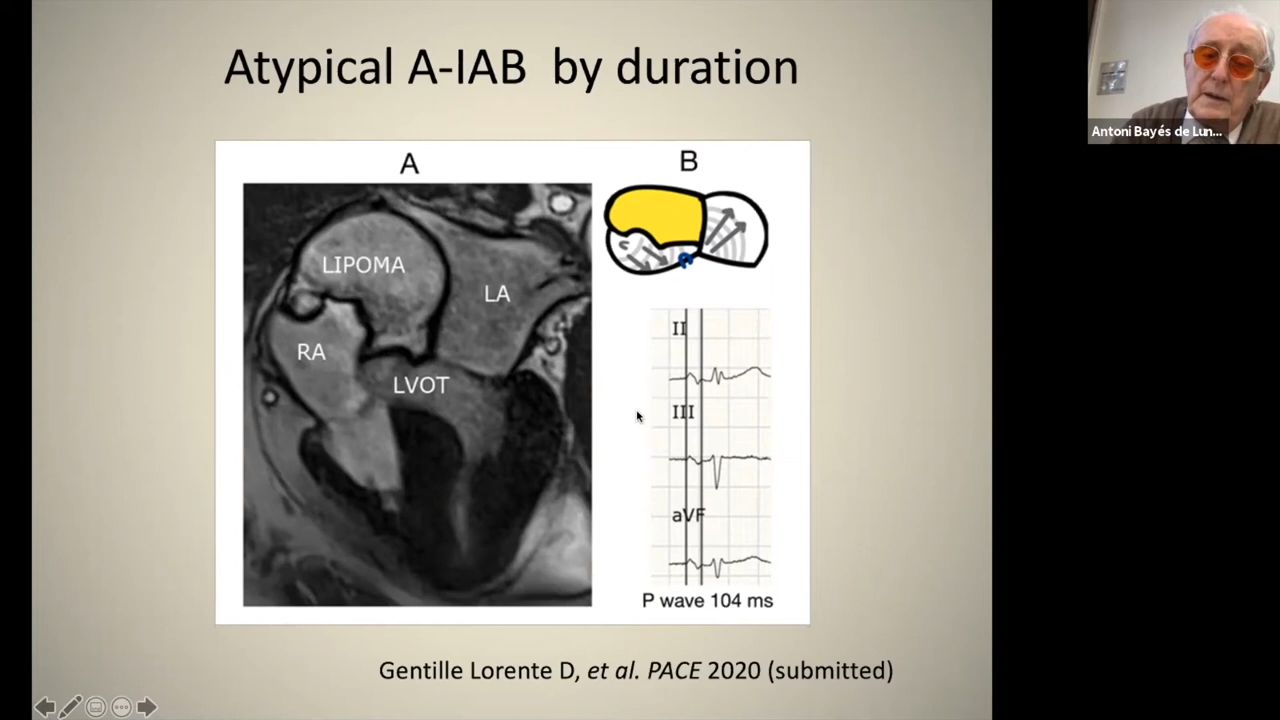 Atypical A-IAB by duration
A
B
LIPOMA
LA
RA
LVOT
II
III
aVF
P wave 104 ms
Gentille Lorente D, et al. PACE 2020 (submitted)
Antoni Bayés de Lun...